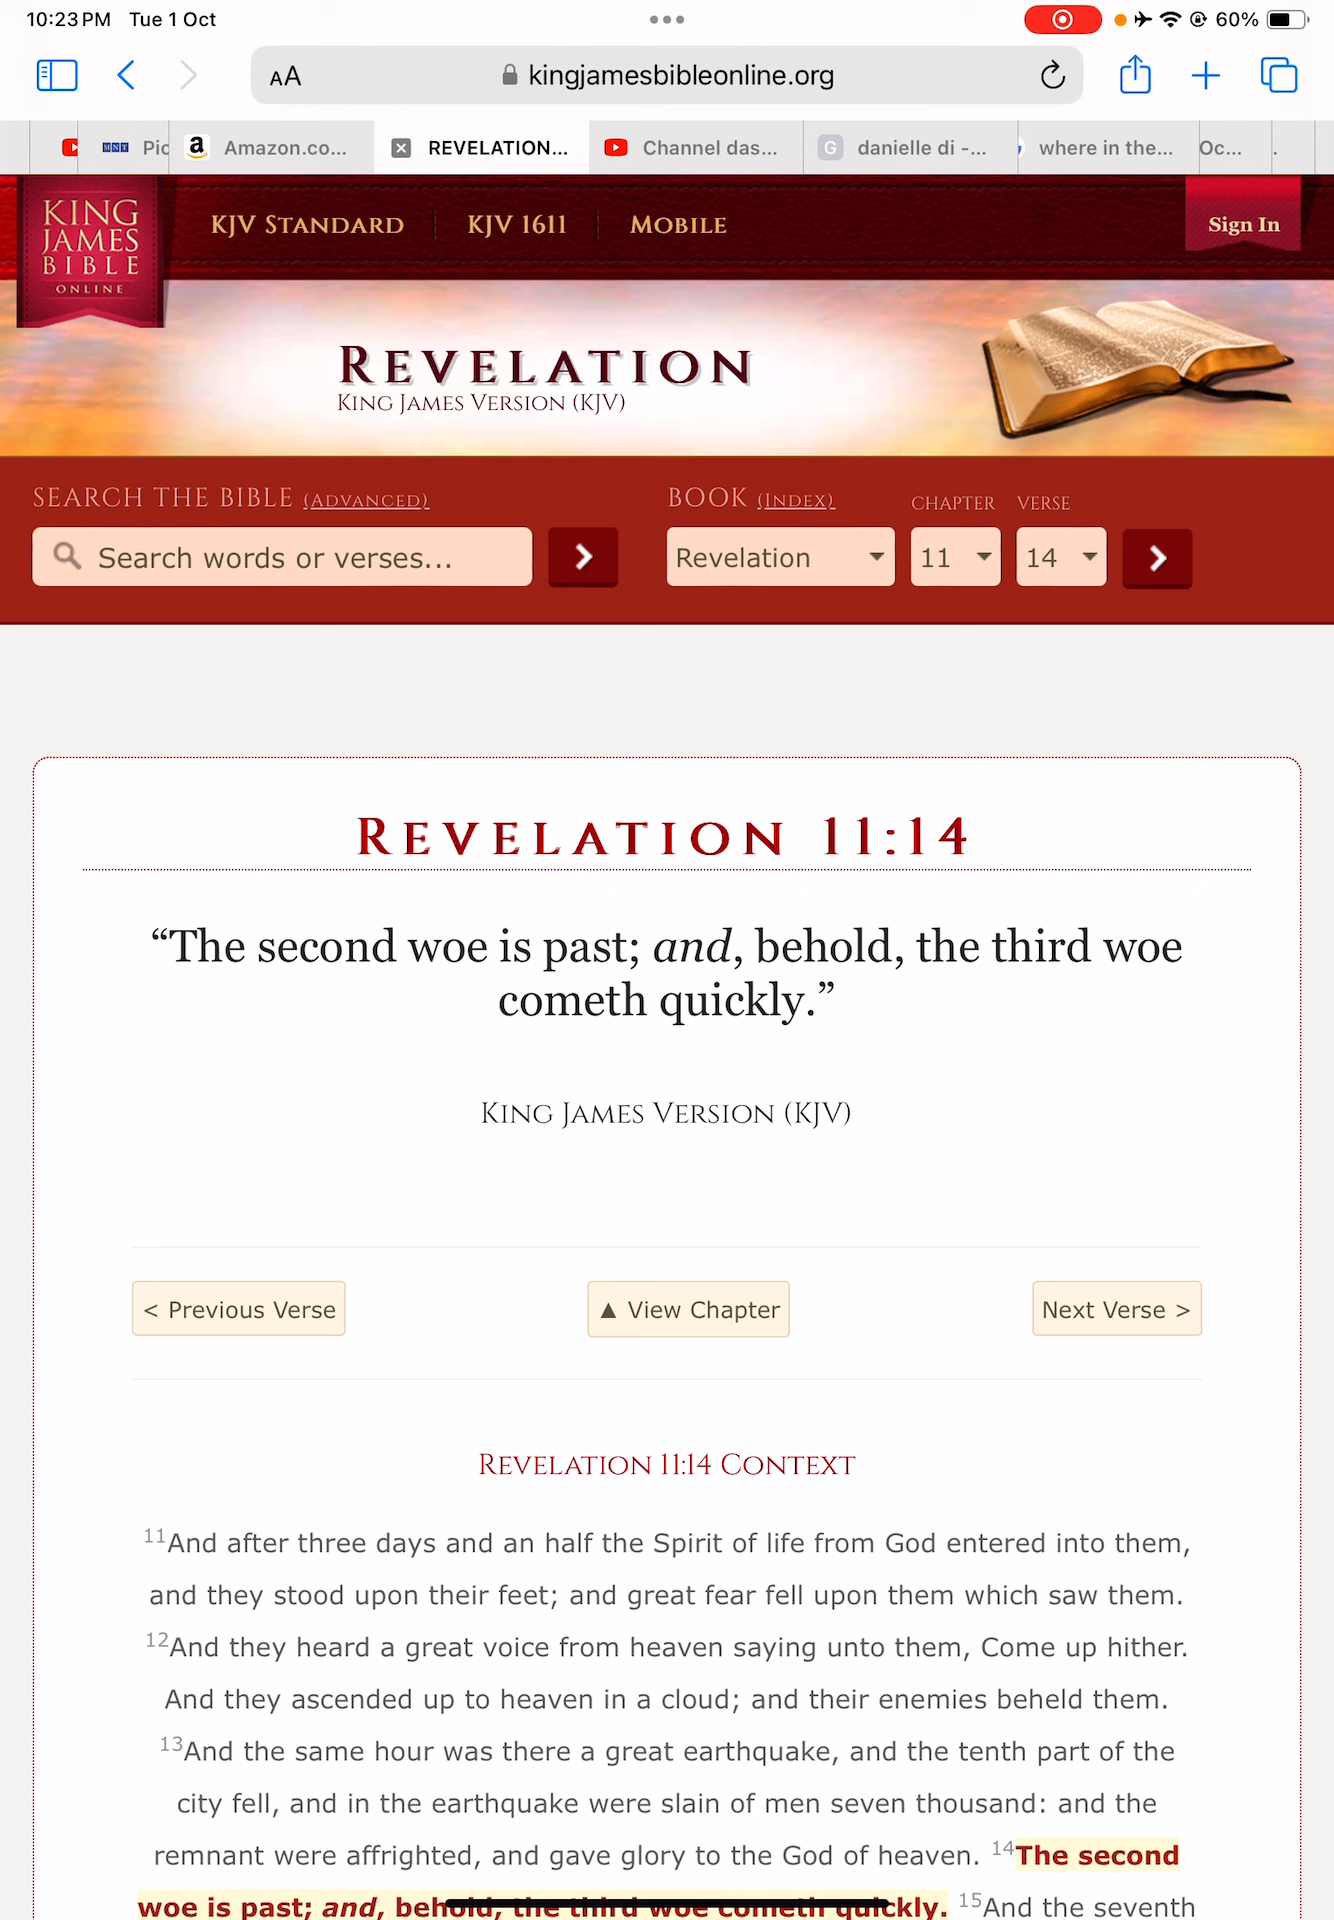 10:23 PM Tue 1 Oct
60%
AA
kingjamesbibleonline.org
MNT Pic
Amazon.co...
REVELATION...
Channel das...
G danielle di -...
where in the...
Oc...
.
KING
JAMES
BIBLE
ONLINE
KJV STANDARD
KJV 1611
MOBILE
Sign In
REVELATION
KING JAMES VERSION (KJV)
SEARCH THE BIBLE (ADVANCED)
BOOK (INDEX)
CHAPTER
VERSE
Search words or verses...
Revelation
11
14
REVELATION 11:14
“The second woe is past; and, behold, the third woe
cometh quickly.”
KING JAMES VERSION (KJV)
< Previous Verse
▲ View Chapter
Next Verse >
REVELATION 11:14 CONTEXT
11And after three days and an half the Spirit of life from God entered into them,
and they stood upon their feet; and great fear fell upon them which saw them.
12And they heard a great voice from heaven saying unto them, Come up hither.
And they ascended up to heaven in a cloud; and their enemies beheld them.
13And the same hour was there a great earthquake, and the tenth part of the
city fell, and in the earthquake were slain of men seven thousand: and the
remnant were affrighted, and gave glory to the God of heaven. 14The second
woe is past; and, behold, the third woe cometh quickly. 15And the seventh